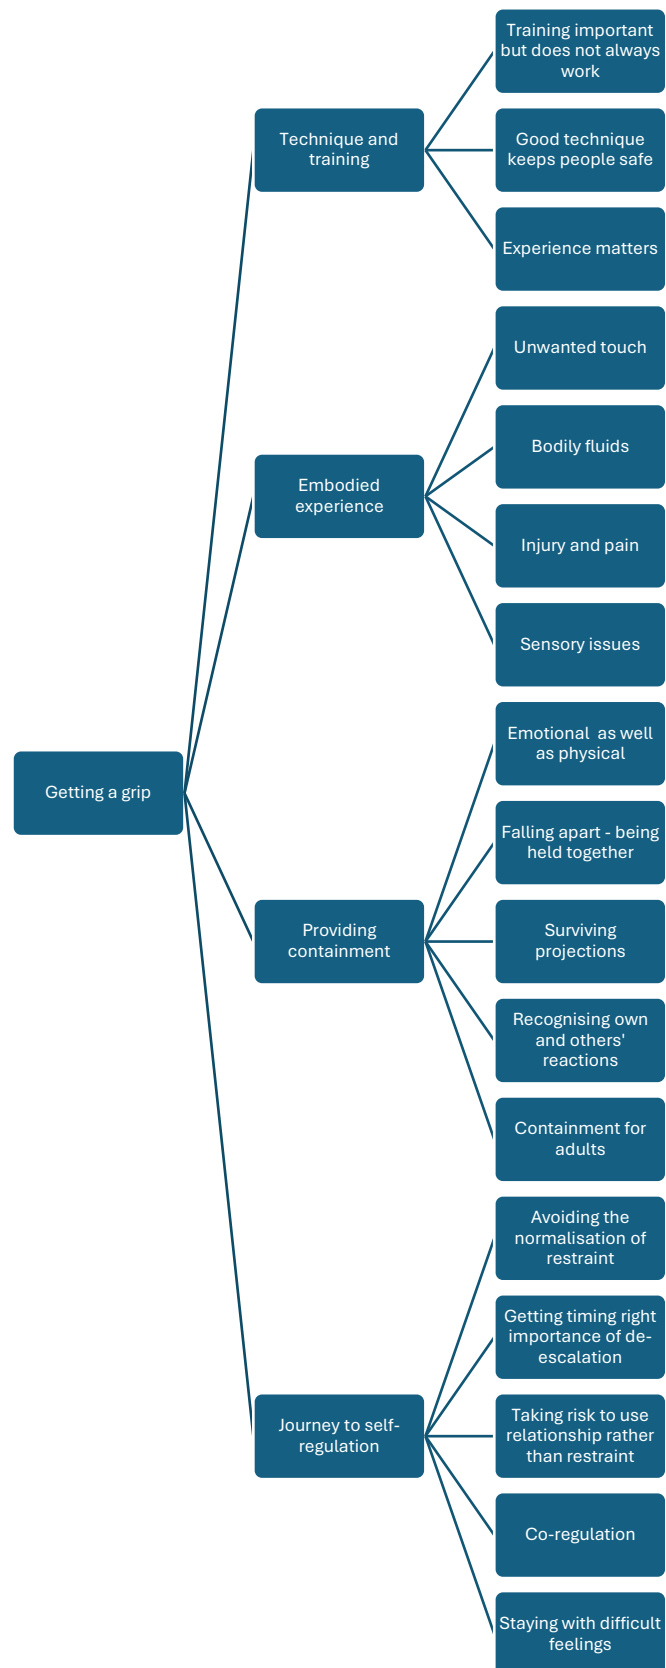 Training important
but does not always
work
Technique and
training
Good technique
keeps people safe
Experience matters
Unwanted touch
Bodily fluids
Embodied
experience
Injury and pain
Sensory issues
Getting a grip
Emotional  as well
as physical
Falling apart - being
held together
Providing
containment
Surviving
projections
Recognising own
and others'
reactions
Containment for
adults
Avoiding the
normalisation of
restraint
Getting timing right
importance of de-
escalation
Journey to self-
regulation
Taking risk to use
relationship rather
than restraint
Co-regulation
Staying with difficult
feelings